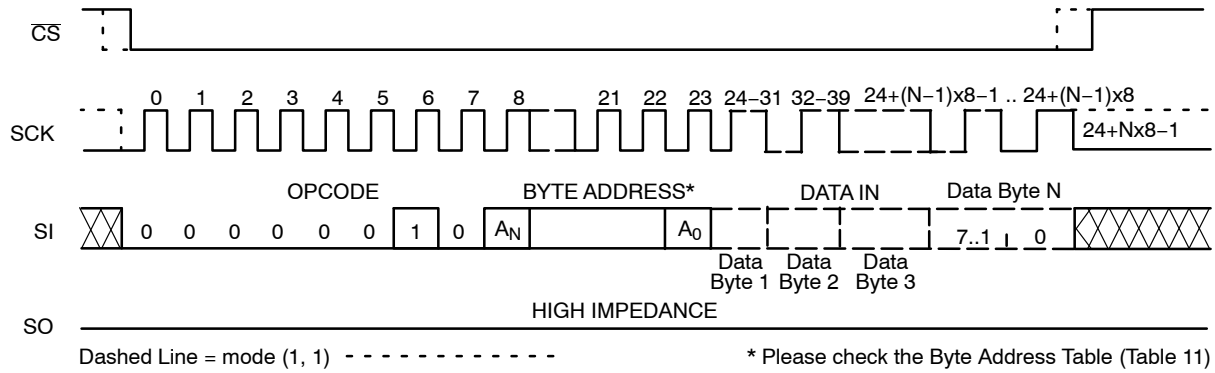 CS
0 1 2 3 4 5 6 7 8 21 22 23 24–31 32–39 24+(N–1)x8–1 .. 24+(N–1)x8
SCK
24+Nx8–1
OPCODE BYTE ADDRESS* DATA IN Data Byte N
SI 0 0 0 0 0 0 1 0 AN A0 7..1 0
Data Byte 1
Data Byte 2
Data Byte 3
HIGH IMPEDANCE
SO
Dashed Line = mode (1, 1) * Please check the Byte Address Table (Table 11)